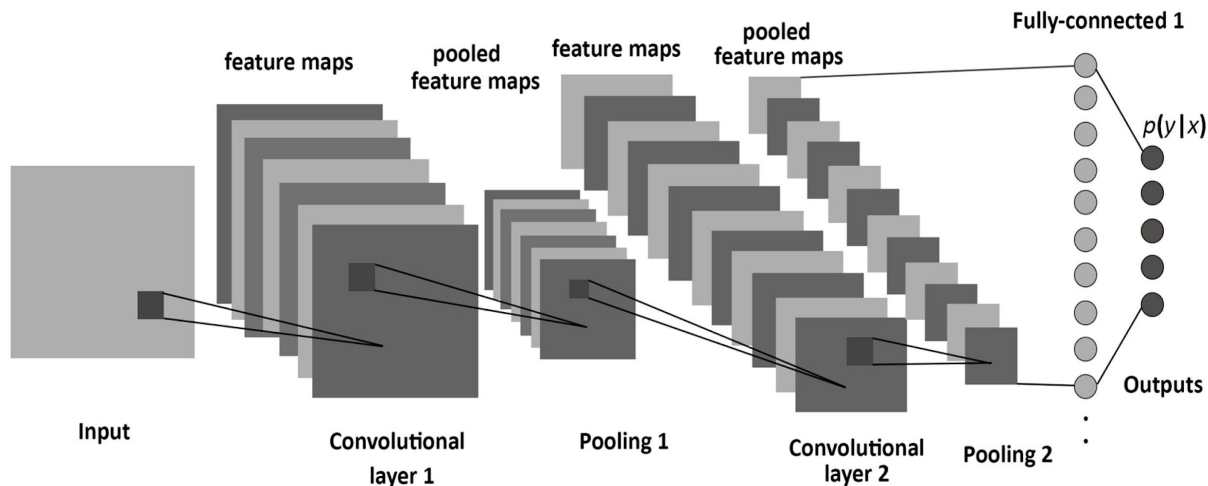 feature maps
pooled
feature maps
feature maps
pooled
feature maps
Fully-connected 1
p(y|x)
Input
Convolutional
layer 1
Pooling 1
Convolutional
layer 2
Pooling 2
Outputs